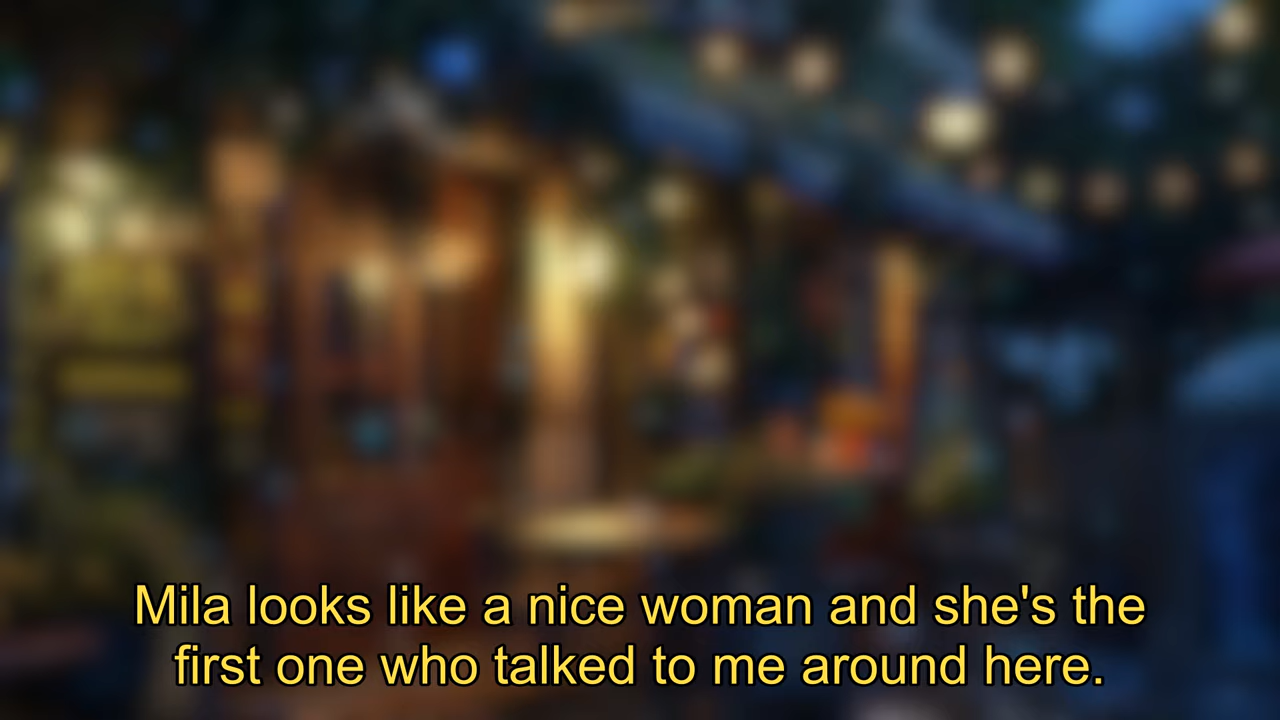 Mila looks like a nice woman and she's the
first one who talked to me around here.